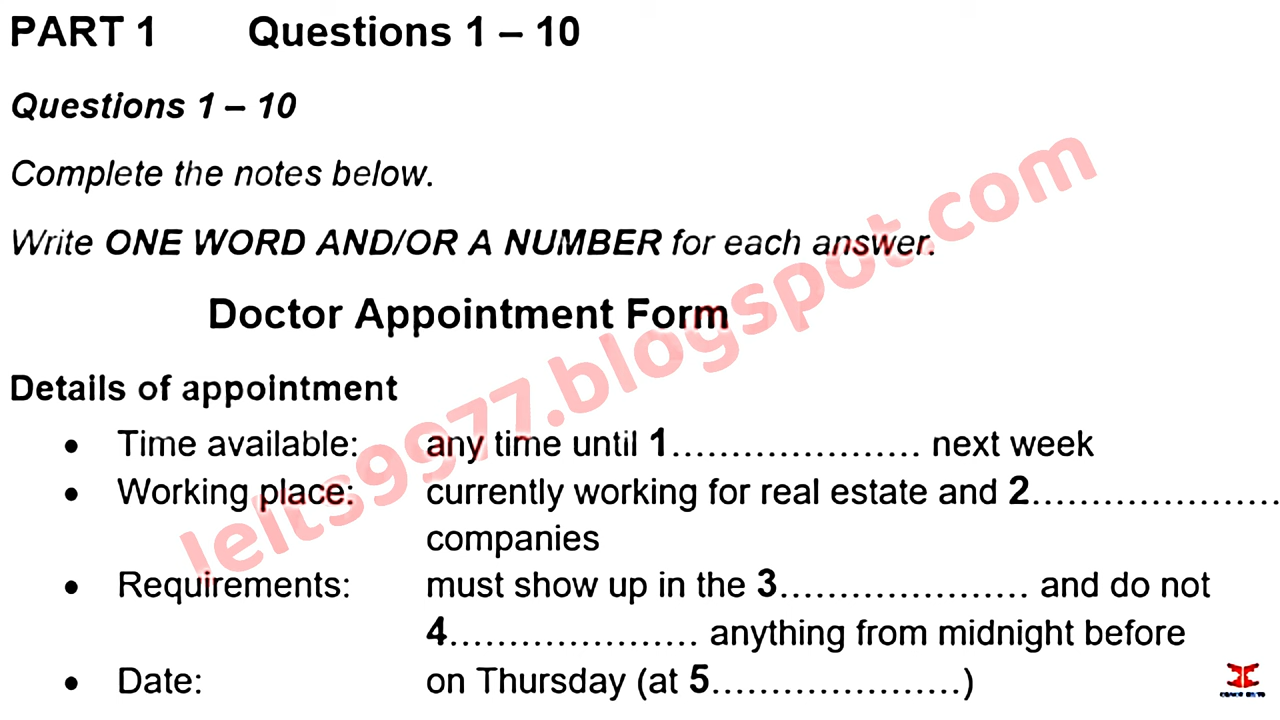 PART 1 Questions 1 – 10
Questions 1 – 10
Complete the notes below.
Write ONE WORD AND/OR A NUMBER for each answer.
Doctor Appointment Form
Details of appointment
• Time available: any time until 1..................... next week
• Working place: currently working for real estate and 2.....................
companies
• Requirements: must show up in the 3..................... and do not
4..................... anything from midnight before
• Date: on Thursday (at 5.....................)
Ielts9977.blogspot.com